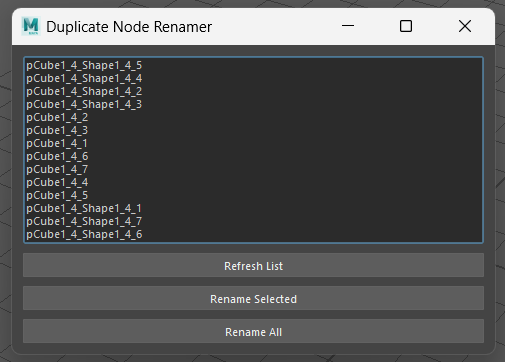 Duplicate Node Renamer
pCube1_4_Shape1_4_5
pCube1_4_Shape1_4_4
pCube1_4_Shape1_4_2
pCube1_4_Shape1_4_3
pCube1_4_2
pCube1_4_3
pCube1_4_1
pCube1_4_6
pCube1_4_7
pCube1_4_4
pCube1_4_5
pCube1_4_Shape1_4_1
pCube1_4_Shape1_4_7
pCube1_4_Shape1_4_6
Refresh List
Rename Selected
Rename All